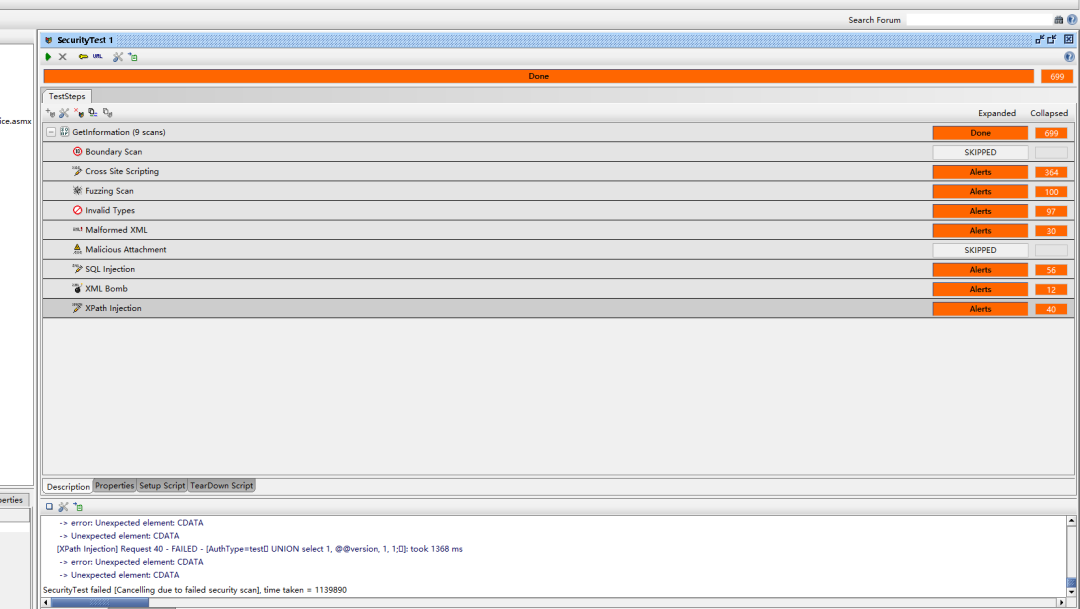 Search Forum
SecurityTest 1
URL
Done 699
TestSteps
ice.asmx
Expanded Collapsed
GetInformation (9 scans) Done 699
Boundary Scan SKIPPED
Cross Site Scripting Alerts 364
Fuzzing Scan Alerts 100
Invalid Types Alerts 97
Malformed XML Alerts 30
Malicious Attachment SKIPPED
SQL Injection Alerts 56
XML Bomb Alerts 12
XPath Injection Alerts 40
Description Properties Setup Script TearDown Script
perties
-> error: Unexpected element: CDATA
-> Unexpected element: CDATA
[XPath Injection] Request 40 - FAILED - [AuthType=test▯ UNION select 1, @@version, 1, 1;▯]: took 1368 ms
-> error: Unexpected element: CDATA
-> Unexpected element: CDATA
SecurityTest failed [Cancelling due to failed security scan], time taken = 1139890